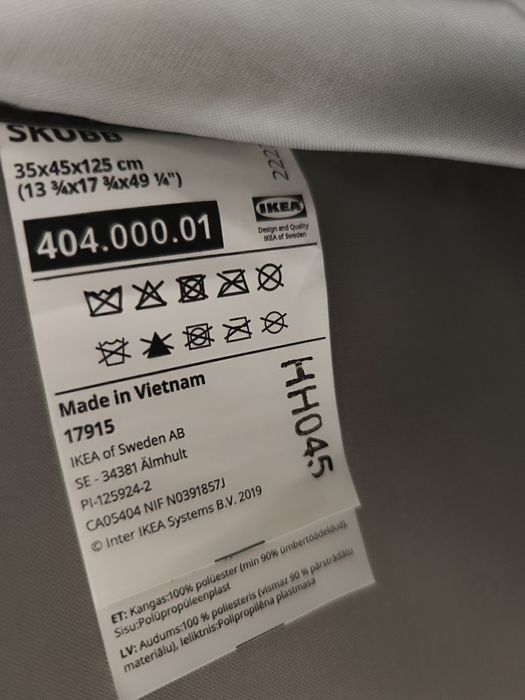 SKUBB
35x45x125 cm
(13 ¾x17 ¾x49 ¼")
222
404.000.01
IKEA
Design and Quality
IKEA of Sweden
Made in Vietnam
17915
IKEA of Sweden AB
SE - 34381 Älmhult
PI-125924-2
CA05404 NIF N0391857J
© Inter IKEA Systems B.V. 2019
HH045
ET: Kangas:100% polüester (min 90% ümbertöödeldud),
Sisu:Polüpropüleenplast
LV: Audums:100 % poliesteris (vismaz 90 % pārstrādātu
materiālu), Ieliktnis:Polipropilēna plastmasa